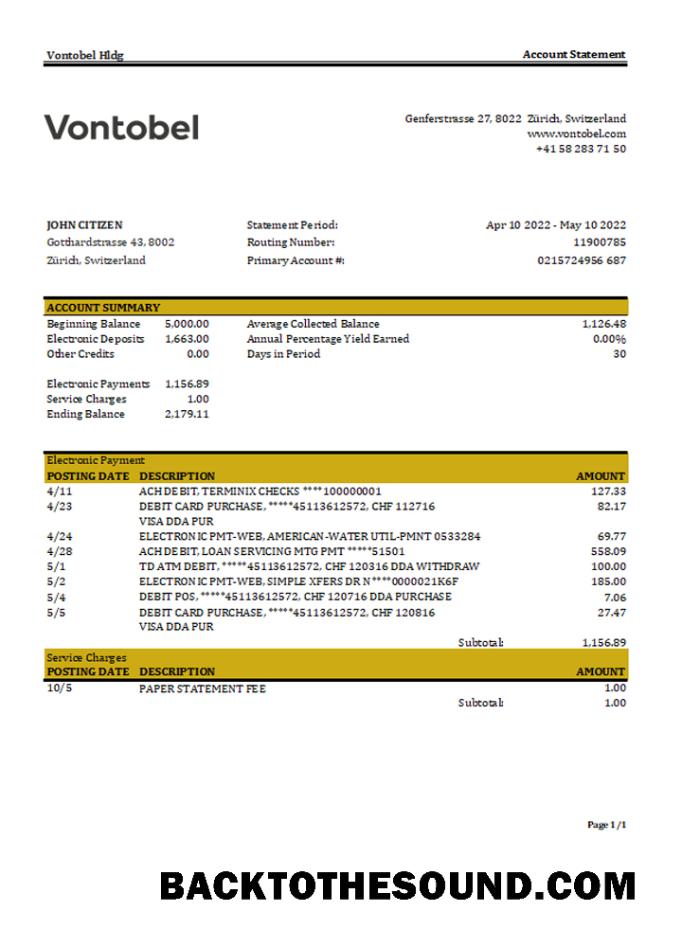 Vontobel Hldg Account Statement
Vontobel
Genferstrasse 27, 8022 Zürich, Switzerland
www.vontobel.com
+41 58 283 71 50
JOHN CITIZEN Statement Period: Apr 10 2022 - May 10 2022
Gotthardstrasse 43, 8002 Routing Number: 11900785
Zürich, Switzerland Primary Account #: 0215724956 687
ACCOUNT SUMMARY
Beginning Balance 5,000.00 Average Collected Balance 1,126.48
Electronic Deposits 1,663.00 Annual Percentage Yield Earned 0.00%
Other Credits 0.00 Days in Period 30
Electronic Payments 1,156.89
Service Charges 1.00
Ending Balance 2,179.11
Electronic Payment
POSTING DATE DESCRIPTION AMOUNT
4/11 ACH DEBIT, TERMINIX CHECKS ****100000001 127.33
4/23 DEBIT CARD PURCHASE, *****45113612572, CHF 112716 82.17
VISA DDA PUR
4/24 ELECTRONIC PMT-WEB, AMERICAN-WATER UTIL-PMNT 0533284 69.77
4/28 ACH DEBIT, LOAN SERVICING MTG PMT *****51501 558.09
5/1 TD ATM DEBIT, *****45113612572, CHF 120316 DDA WITHDRAW 100.00
5/2 ELECTRONIC PMT-WEB, SIMPLE XFERS DR N****0000021K6F 185.00
5/4 DEBIT POS, *****45113612572, CHF 120716 DDA PURCHASE 7.06
5/5 DEBIT CARD PURCHASE, *****45113612572, CHF 120816 27.47
VISA DDA PUR
Subtotal: 1,156.89
Service Charges
POSTING DATE DESCRIPTION AMOUNT
10/5 PAPER STATEMENT FEE 1.00
Subtotal: 1.00
Page 1/1
BACKTOTHESOUND.COM